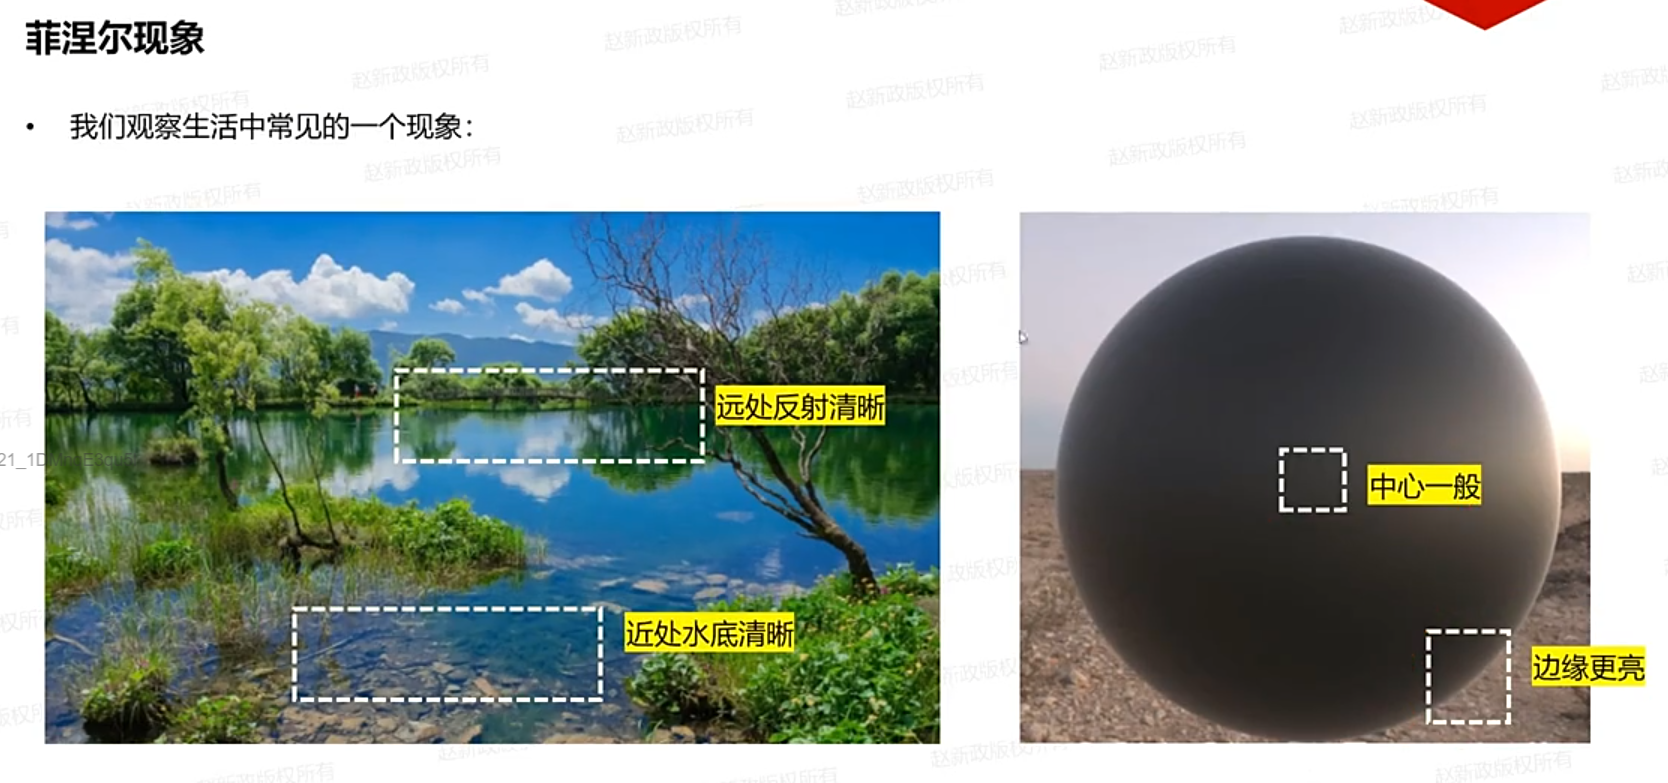 菲涅尔现象
• 我们观察生活中常见的一个现象：
远处反射清晰
中心一般
近处水底清晰
边缘更亮
赵新政版权所有